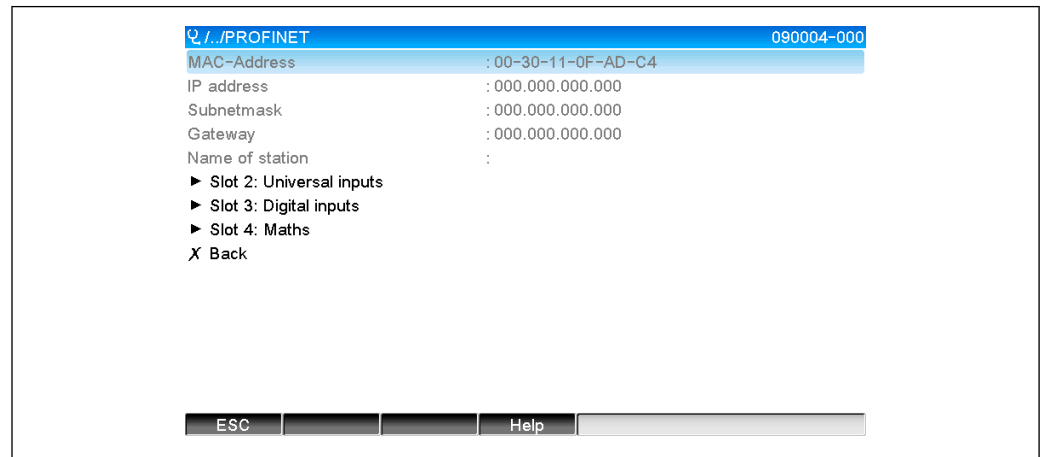 /../PROFINET 090004-000
MAC-Address : 00-30-11-0F-AD-C4
IP address : 000.000.000.000
Subnetmask : 000.000.000.000
Gateway : 000.000.000.000
Name of station :
► Slot 2: Universal inputs
► Slot 3: Digital inputs
► Slot 4: Maths
X Back
ESC Help